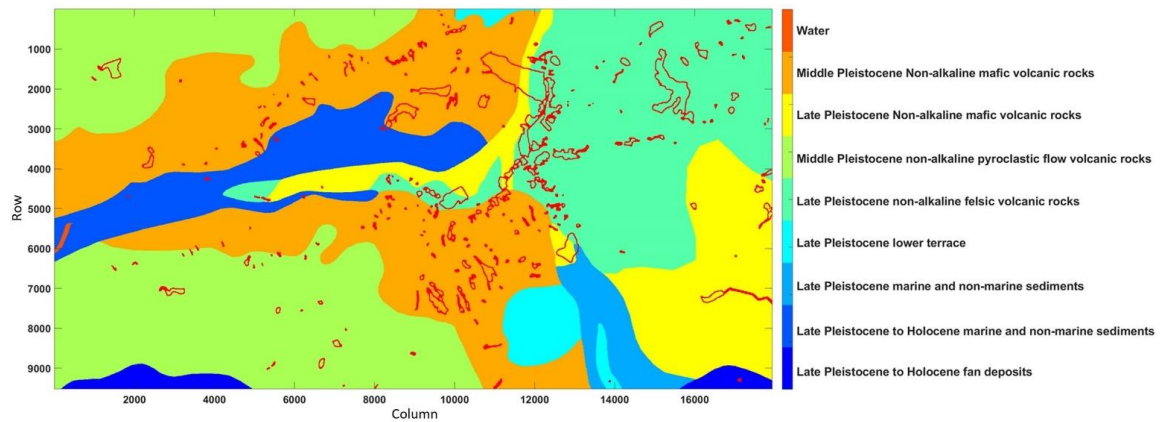 1000
2000
3000
4000
5000
6000
7000
8000
9000
Row
2000
4000
6000
8000
10000
12000
14000
16000
Column
Water
Middle Pleistocene Non-alkaline mafic volcanic rocks
Late Pleistocene Non-alkaline mafic volcanic rocks
Middle Pleistocene non-alkaline pyroclastic flow volcanic rocks
Late Pleistocene non-alkaline felsic volcanic rocks
Late Pleistocene lower terrace
Late Pleistocene marine and non-marine sediments
Late Pleistocene to Holocene marine and non-marine sediments
Late Pleistocene to Holocene fan deposits